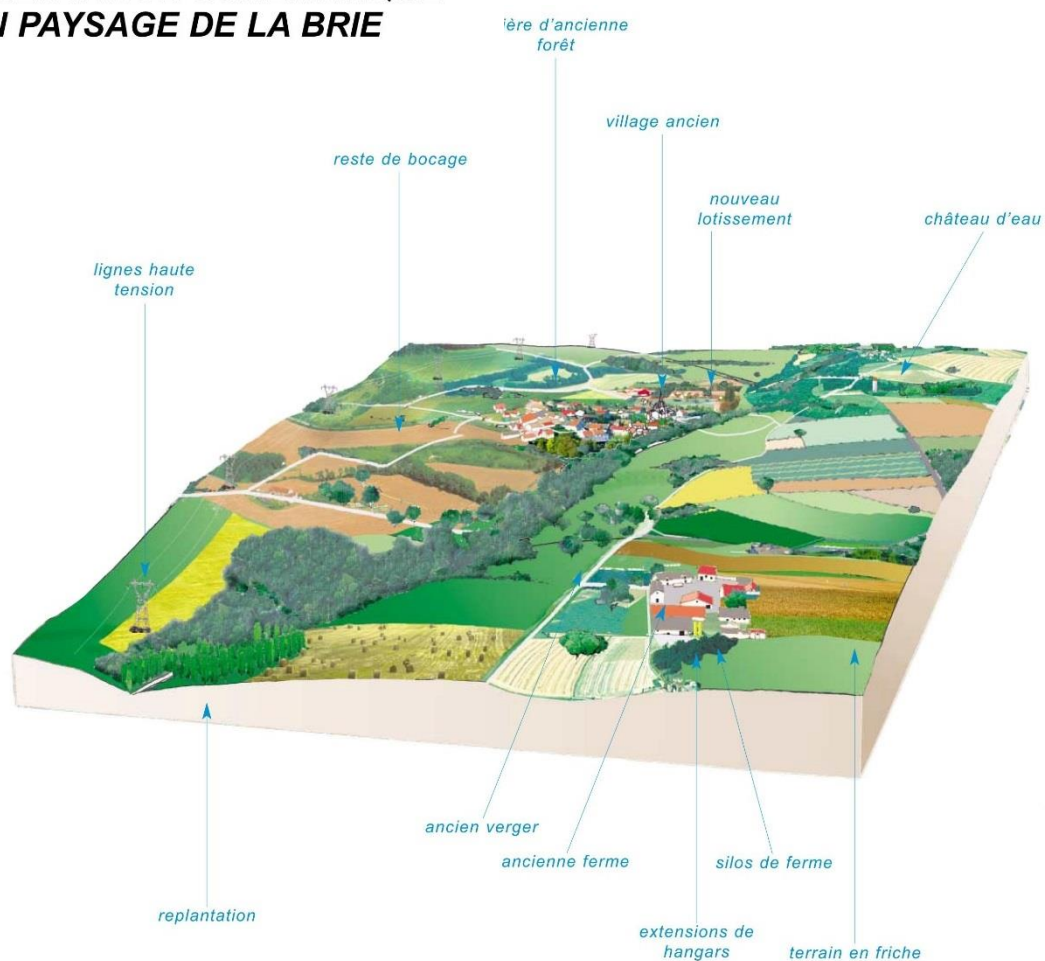 PAYSAGE DE LA BRIE
d'ancienne
forêt
village ancien
reste de bocage
nouveau
lotissement
château d'eau
lignes haute
tension
ancien verger
ancienne ferme
silos de ferme
replantation
extensions de
hangars
terrain en friche